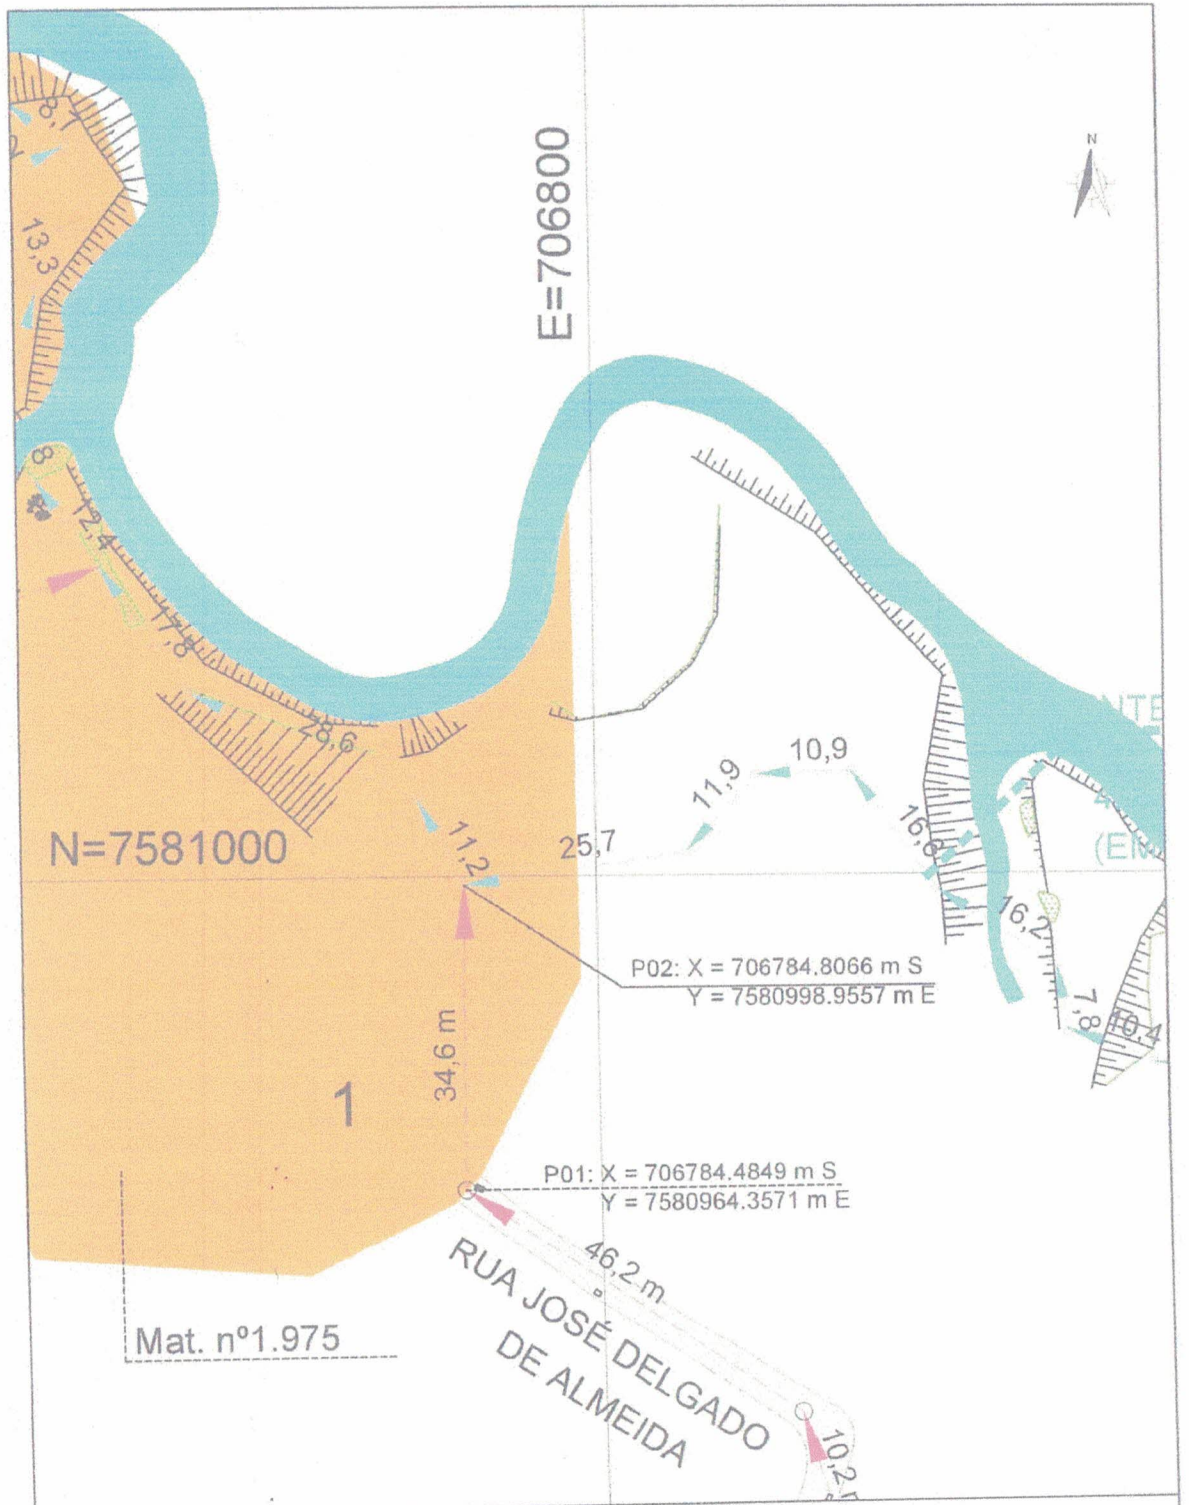 8,1
13,3
E=706800
N
8
12,4
17,8
28,6
10,9
11,9
16,6
N=7581000
11,2
25,7
16,2
P02: X = 706784.8066 m S
Y = 7580998.9557 m E
7,8
10,4
34,6 m
1
P01: X = 706784.4849 m S
Y = 7580964.3571 m E
46,2 m
RUA JOSÉ DELGADO
DE ALMEIDA
Mat. nº1.975
10,2